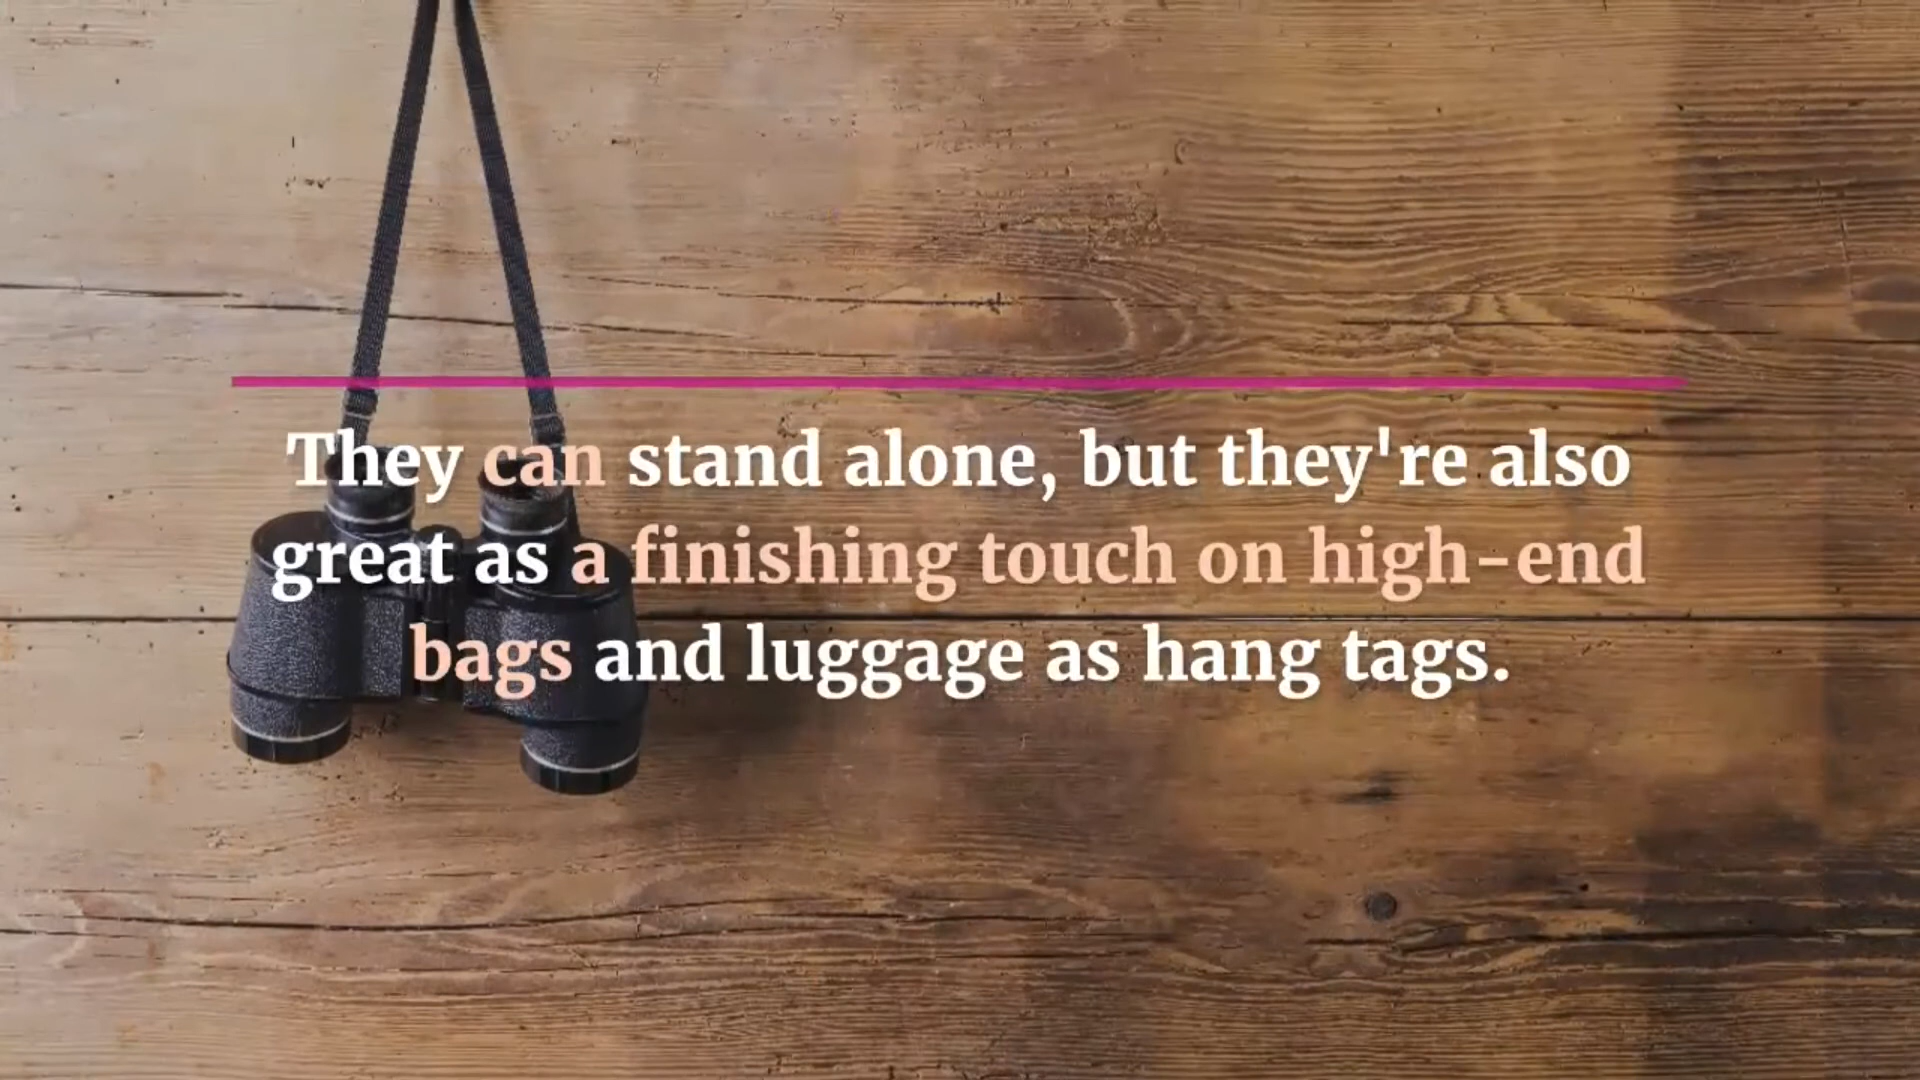 They can stand alone, but they're also
great as a finishing touch on high-end
bags and luggage as hang tags.